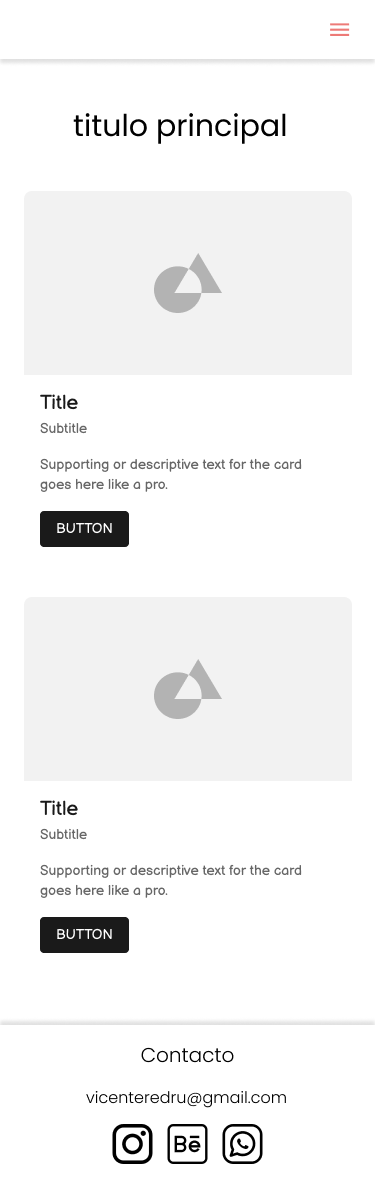 titulo principal
Title
Subtitle
Supporting or descriptive text for the card
goes here like a pro.
BUTTON
Title
Subtitle
Supporting or descriptive text for the card
goes here like a pro.
BUTTON
Contacto
vicenteredru@gmail.com
Bē